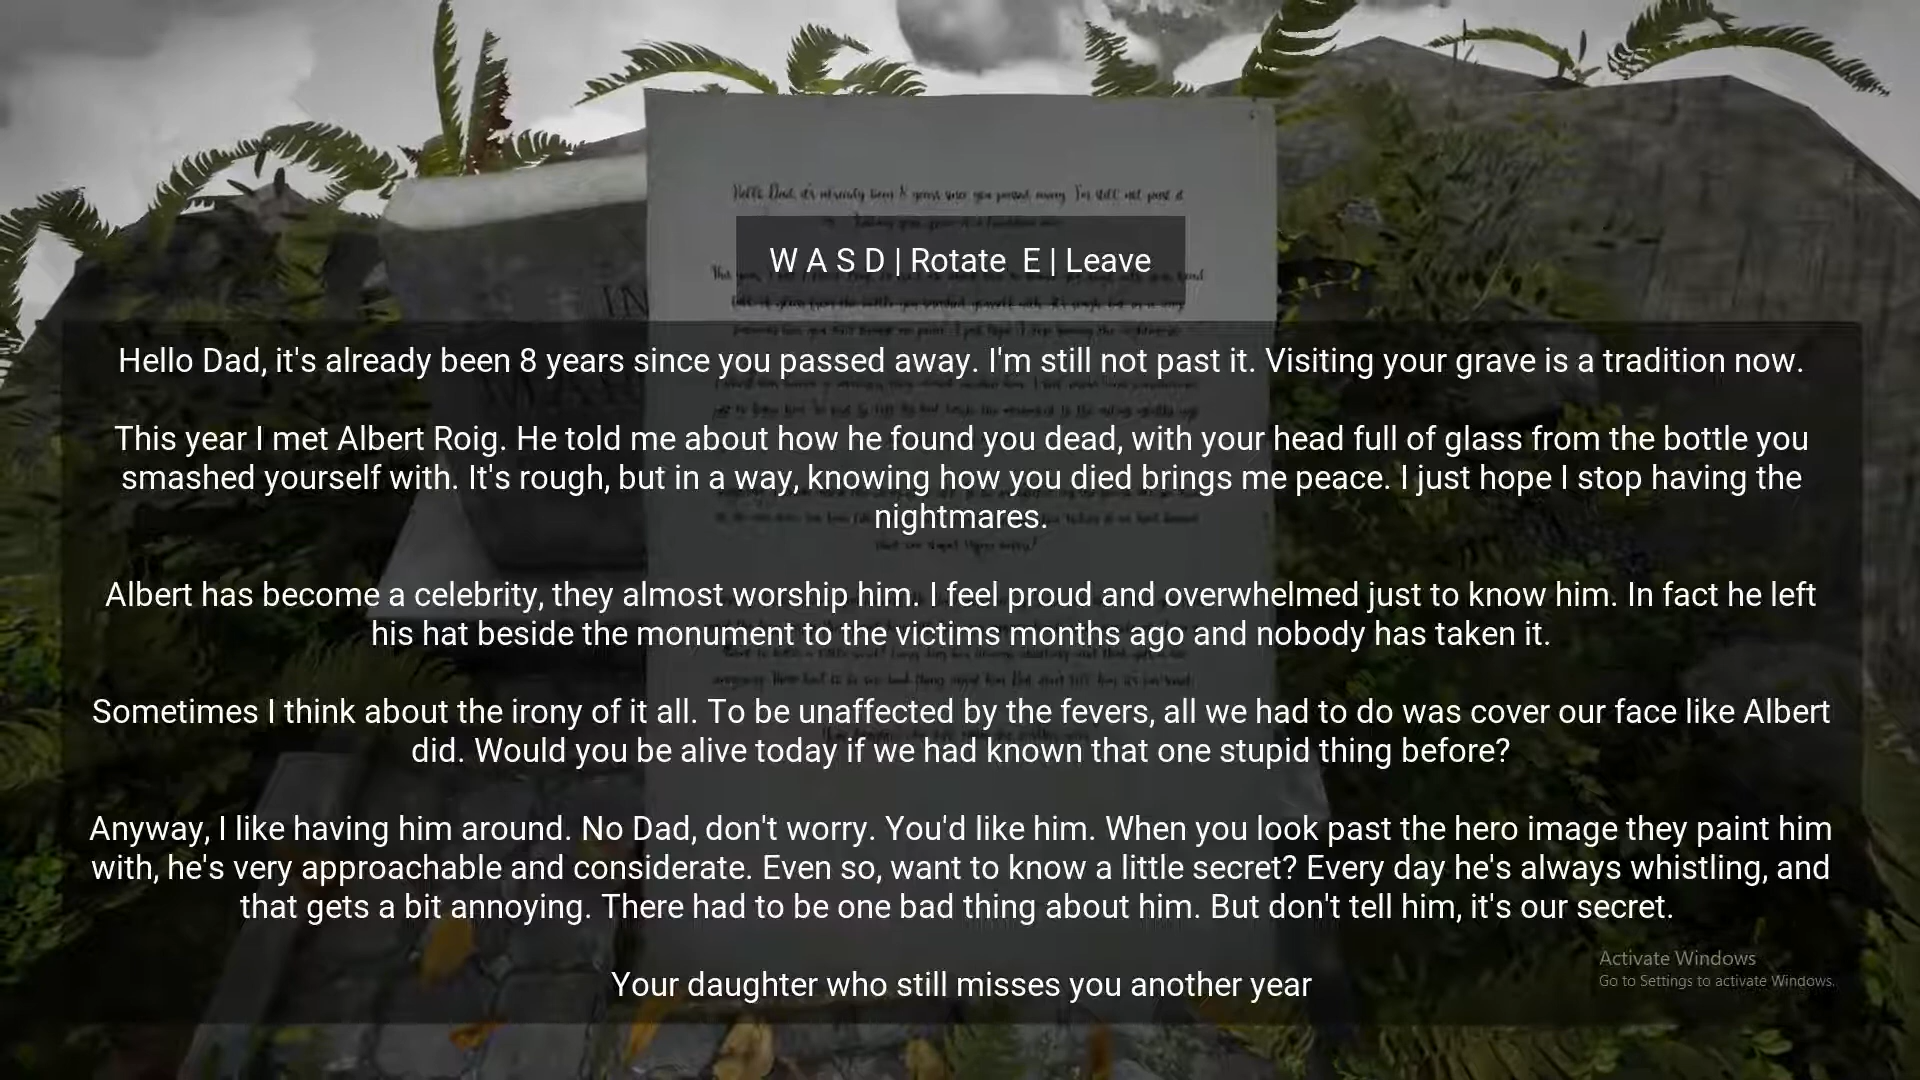 W A S D | Rotate E | Leave
IN
Hello Dad, it's already been 8 years since you passed away. I'm still not past it. Visiting your grave is a tradition now.
This year I met Albert Roig. He told me about how he found you dead, with your head full of glass from the bottle you
smashed yourself with. It's rough, but in a way, knowing how you died brings me peace. I just hope I stop having the
nightmares.
Albert has become a celebrity, they almost worship him. I feel proud and overwhelmed just to know him. In fact he left
his hat beside the monument to the victims months ago and nobody has taken it.
Sometimes I think about the irony of it all. To be unaffected by the fevers, all we had to do was cover our face like Albert
did. Would you be alive today if we had known that one stupid thing before?
Anyway, I like having him around. No Dad, don't worry. You'd like him. When you look past the hero image they paint him
with, he's very approachable and considerate. Even so, want to know a little secret? Every day he's always whistling, and
that gets a bit annoying. There had to be one bad thing about him. But don't tell him, it's our secret.
Your daughter who still misses you another year
Activate Windows
Go to Settings to activate Windows.